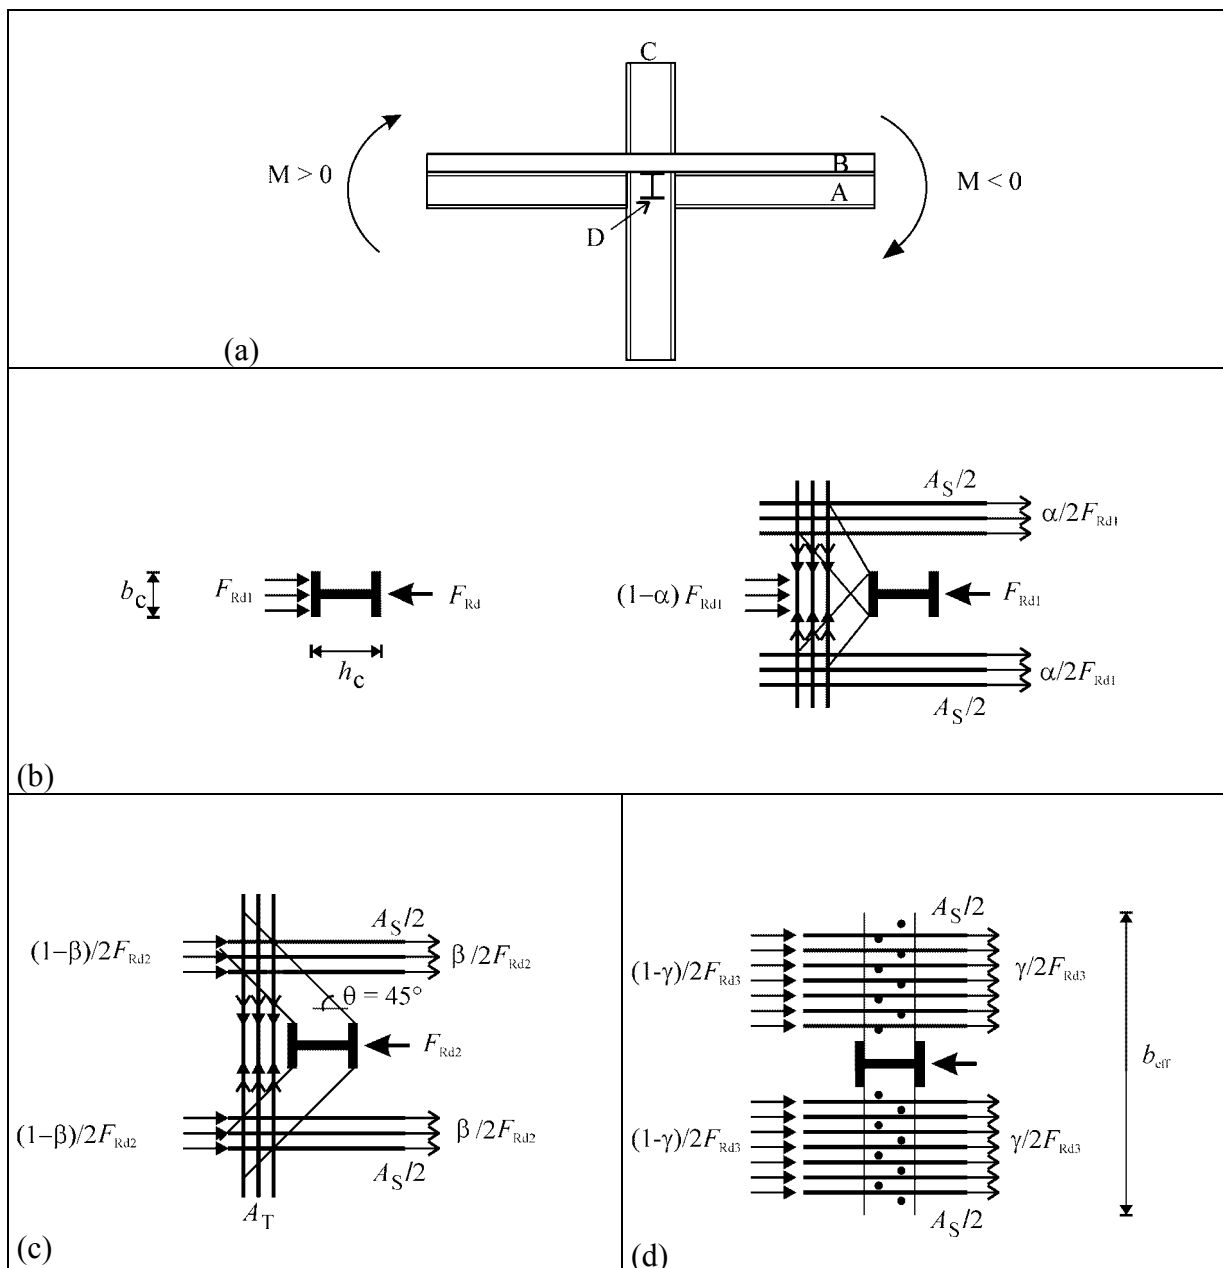 C
M > 0
B
M < 0
A
D
(a)
b_c
F_Rd1
F_Rd
h_c
A_S/2
α/2F_Rd1
(1−α) F_Rd1
F_Rd1
α/2F_Rd1
A_S/2
(b)
A_S/2
(1−β)/2F_Rd2
β/2F_Rd2
θ = 45°
F_Rd2
(1−β)/2F_Rd2
β/2F_Rd2
A_S/2
A_T
(c)
A_S/2
(1-γ)/2F_Rd3
γ/2F_Rd3
b_eff
(1-γ)/2F_Rd3
γ/2F_Rd3
A_S/2
(d)